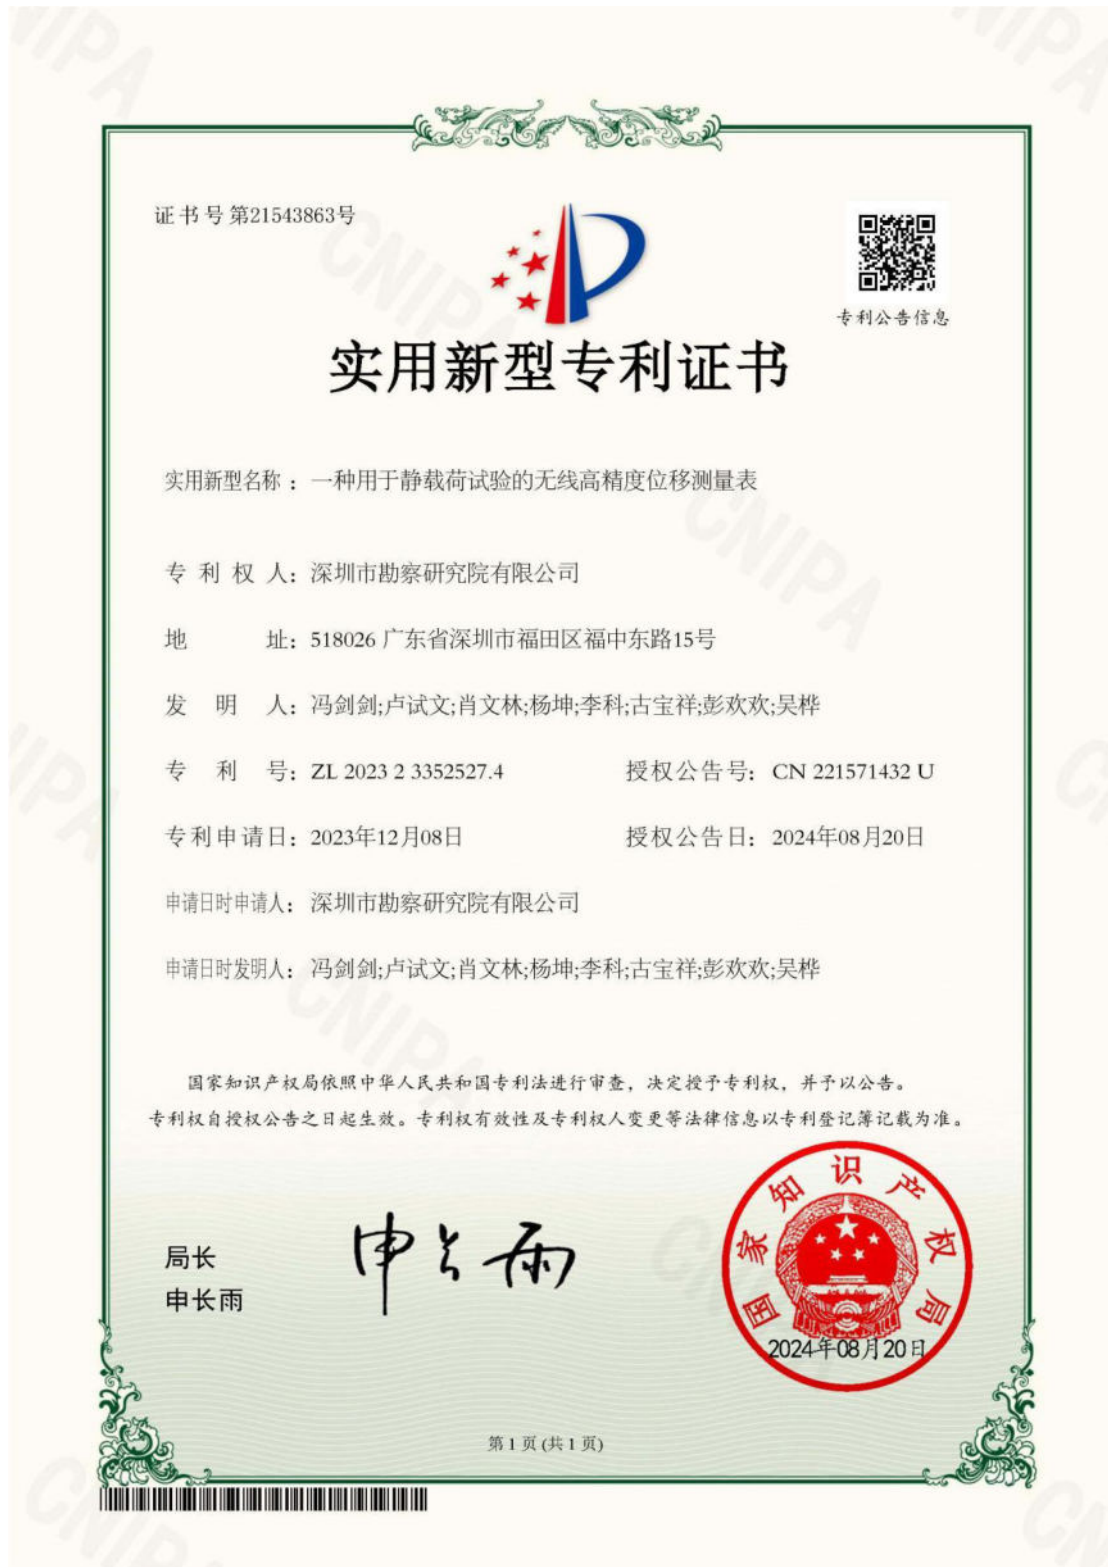 证书号第21543863号
专利公告信息
实用新型专利证书
实用新型名称：一种用于静载荷试验的无线高精度位移测量表
专利权人：深圳市勘察研究院有限公司
地址：518026 广东省深圳市福田区福中东路15号
发明人：冯剑剑;卢试文;肖文林;杨坤;李科;古宝祥;彭欢欢;吴桦
专利号：ZL 2023 2 3352527.4 授权公告号：CN 221571432 U
专利申请日：2023年12月08日 授权公告日：2024年08月20日
申请日时申请人：深圳市勘察研究院有限公司
申请日时发明人：冯剑剑;卢试文;肖文林;杨坤;李科;古宝祥;彭欢欢;吴桦
国家知识产权局依照中华人民共和国专利法进行审查，决定授予专利权，并予以公告。
专利权自授权公告之日起生效。专利权有效性及专利权人变更等法律信息以专利登记簿记载为准。
局长
申长雨
申长雨
国家知识产权局
2024年08月20日
第 1 页 (共 1 页)
CNIPA